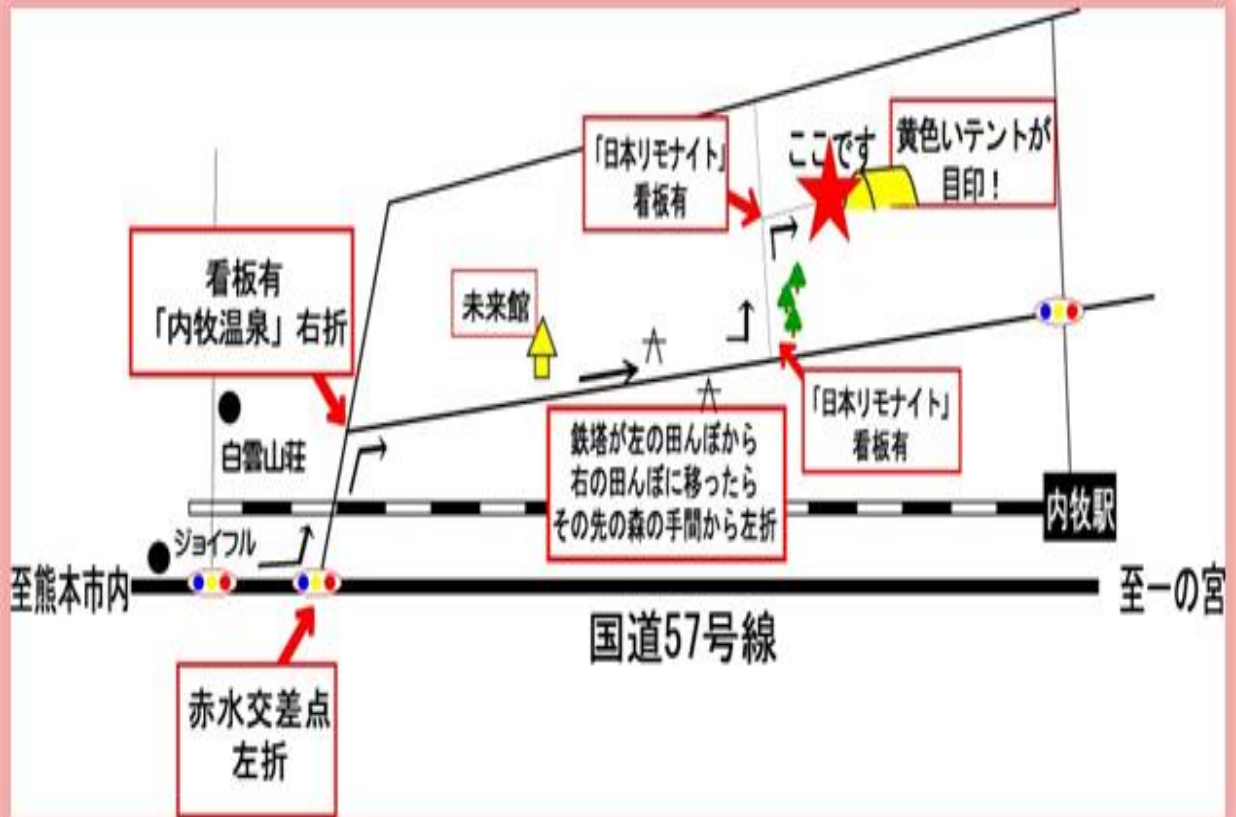 「日本リモナイト」
看板有
ここです
黄色いテントが
目印！
看板有
「内牧温泉」右折
未来館
「日本リモナイト」
看板有
白雲山荘
鉄塔が左の田んぼから
右の田んぼに移ったら
その先の森の手間から左折
内牧駅
ジョイフル
至熊本市内
至一の宮
国道57号線
赤水交差点
左折